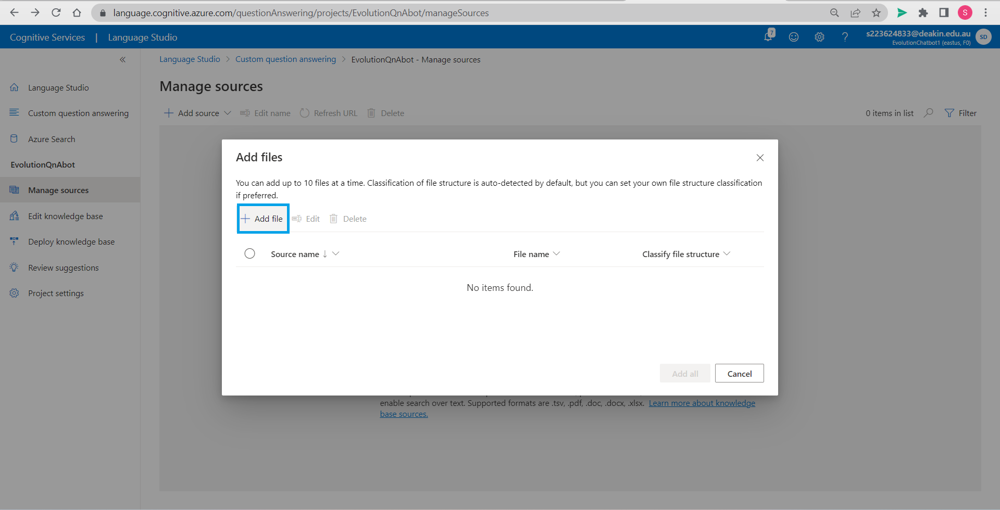 language.cognitive.azure.com/questionAnswering/projects/EvolutionQnAbot/manageSources
S
Cognitive Services | Language Studio
7
?
s223624833@deakin.edu.au
EvolutionChatbot1 (eastus, F0)
SD
Language Studio > Custom question answering > EvolutionQnAbot - Manage sources
Language Studio
Custom question answering
Azure Search
EvolutionQnAbot
Manage sources
Edit knowledge base
Deploy knowledge base
Review suggestions
Project settings
Manage sources
Add source Edit name Refresh URL Delete
0 items in list Filter
Add files
You can add up to 10 files at a time. Classification of file structure is auto-detected by default, but you can set your own file structure classification
if preferred.
Add file Edit Delete
Source name ↓ File name Classify file structure
No items found.
Add all Cancel
enable search over text. Supported formats are .tsv, .pdf, .doc, .docx, .xlsx. Learn more about knowledge
base sources.